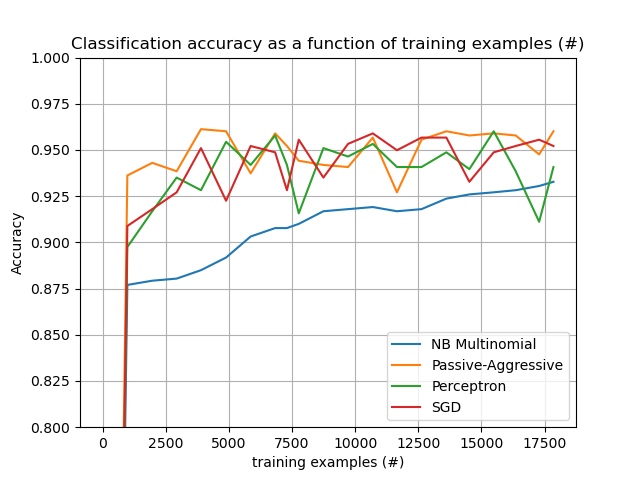 Classification accuracy as a function of training examples (#)
1.000
0.975
0.950
0.925
0.900
0.875
0.850
0.825
0.800
Accuracy
NB Multinomial
Passive-Aggressive
Perceptron
SGD
0 2500 5000 7500 10000 12500 15000 17500
training examples (#)